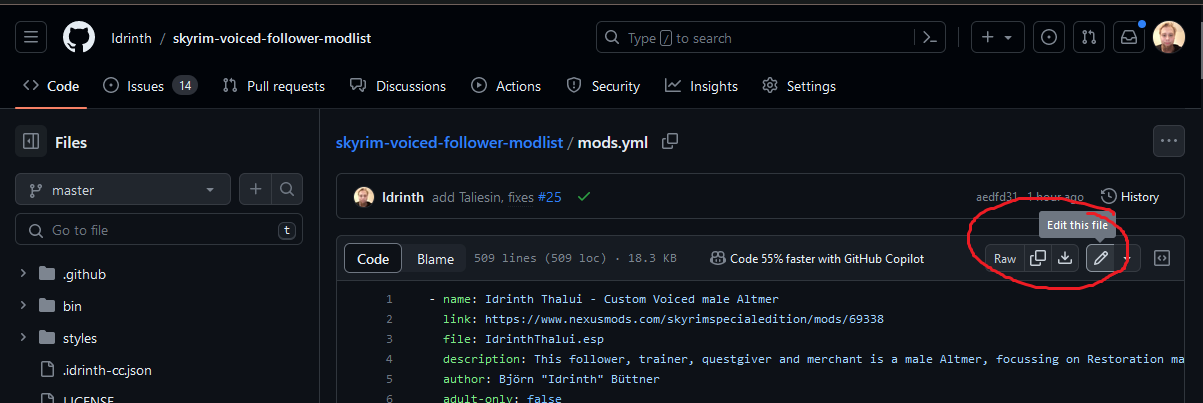 Idrinth / skyrim-voiced-follower-modlist
Type / to search
Code
Issues 14
Pull requests
Discussions
Actions
Security
Insights
Settings
Files
master
Go to file t
.github
bin
styles
.idrinth-cc.json
LICENSE
skyrim-voiced-follower-modlist / mods.yml
Idrinth add Taliesin, fixes #25
aedfd31 · 1 hour ago
History
Edit this file
Code Blame 509 lines (509 loc) · 18.3 KB
Code 55% faster with GitHub Copilot
Raw
1 - name: Idrinth Thalui - Custom Voiced male Altmer
2 link: https://www.nexusmods.com/skyrimspecialedition/mods/69338
3 file: IdrinthThalui.esp
4 description: This follower, trainer, questgiver and merchant is a male Altmer, focussing on Restoration ma
5 author: Björn "Idrinth" Büttner
6 adult-only: false